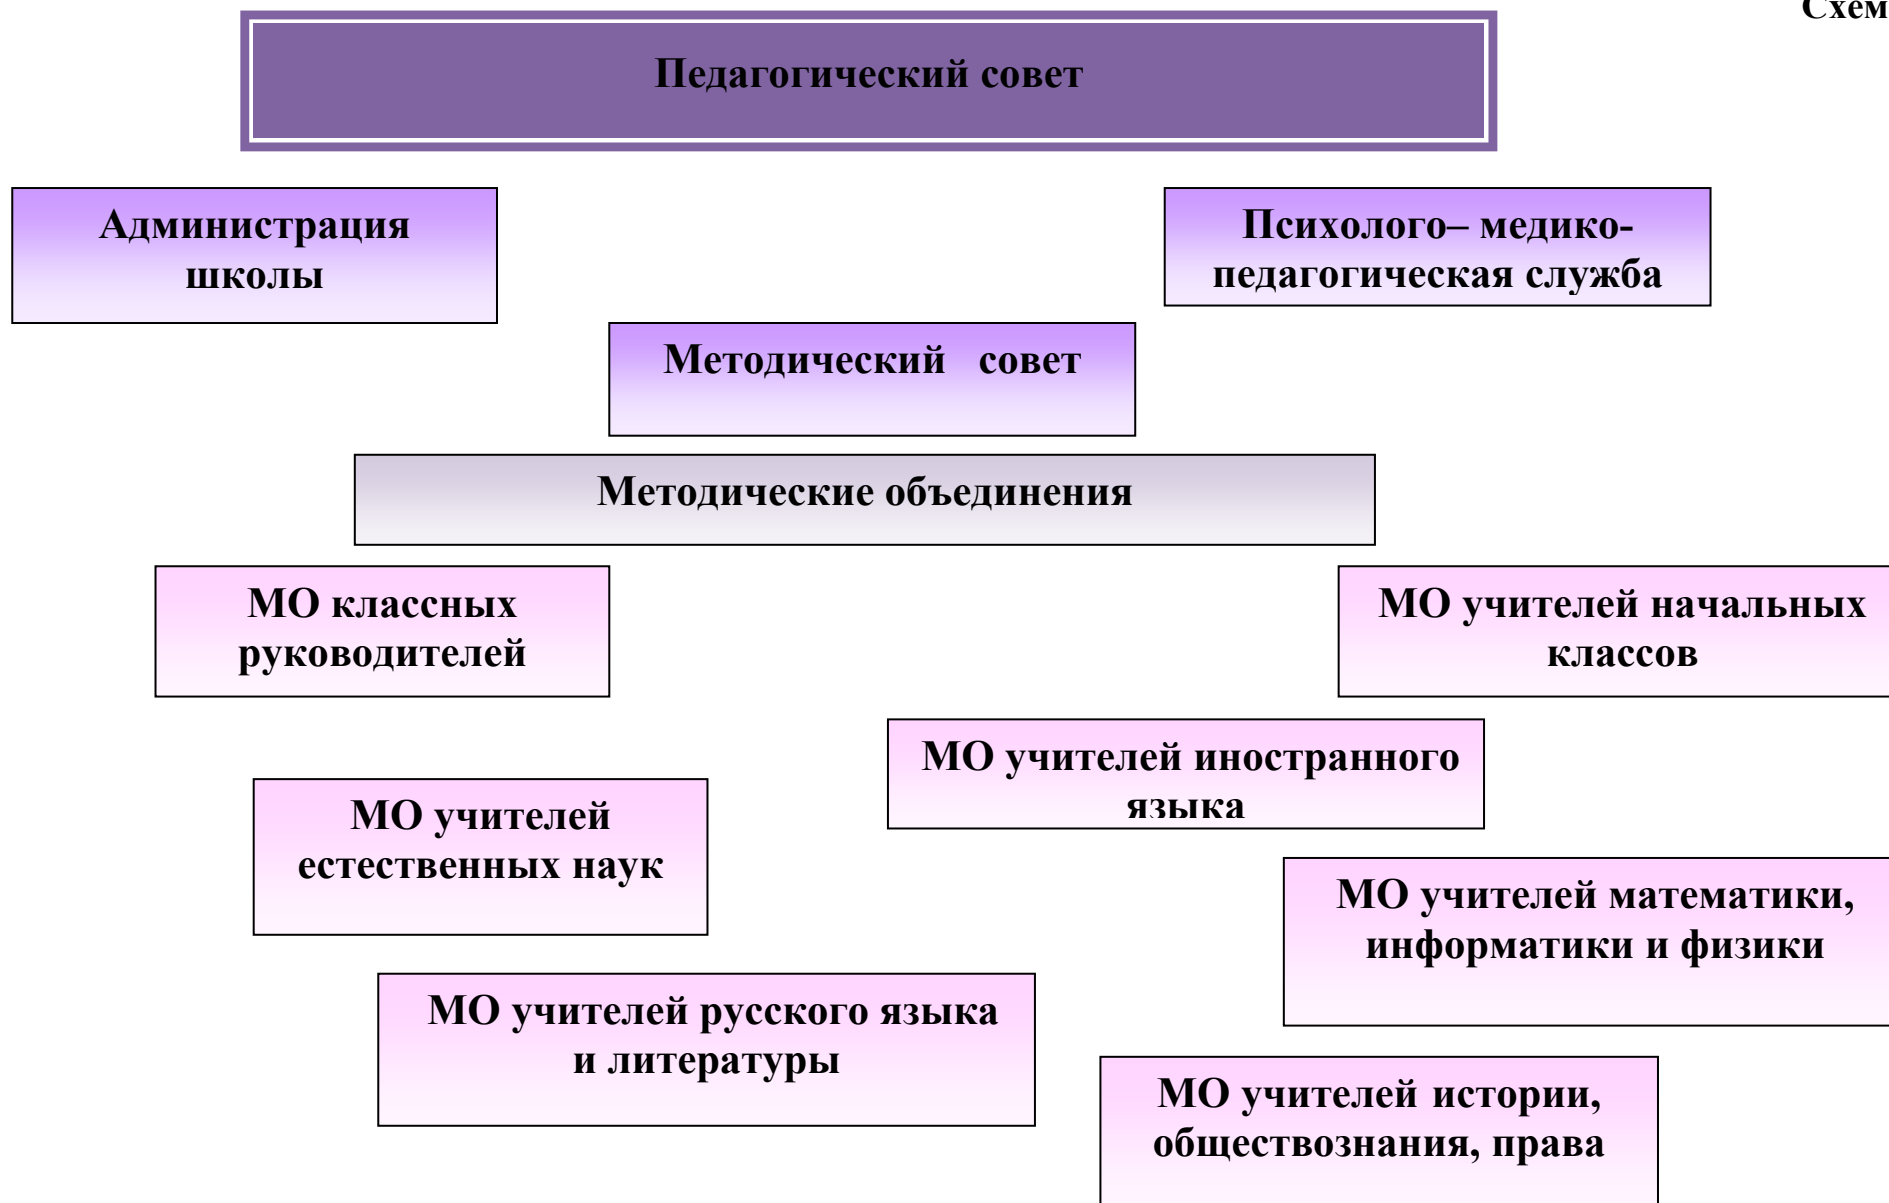 Схем
Педагогический совет
Администрация
школы
Психолого– медико-
педагогическая служба
Методический совет
Методические объединения
МО классных
руководителей
МО учителей начальных
классов
МО учителей иностранного
языка
МО учителей
естественных наук
МО учителей математики,
информатики и физики
МО учителей русского языка
и литературы
МО учителей истории,
обществознания, права